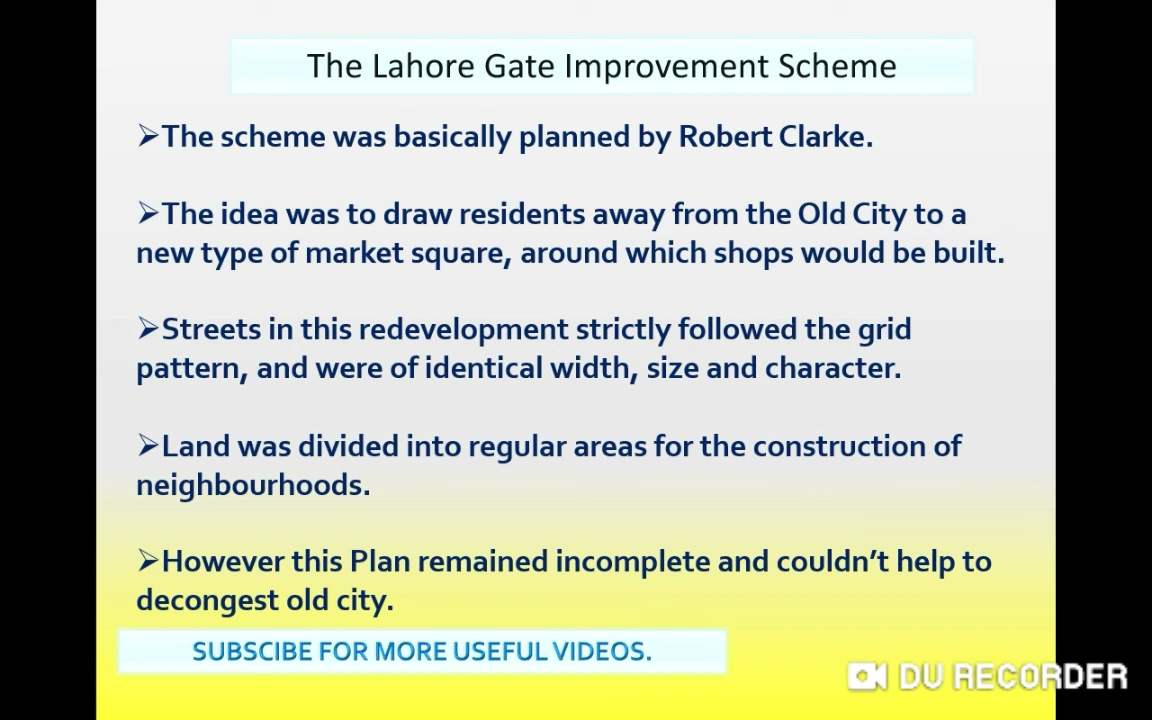 The Lahore Gate Improvement Scheme
➢The scheme was basically planned by Robert Clarke.
➢The idea was to draw residents away from the Old City to a
new type of market square, around which shops would be built.
➢Streets in this redevelopment strictly followed the grid
pattern, and were of identical width, size and character.
➢Land was divided into regular areas for the construction of
neighbourhoods.
➢However this Plan remained incomplete and couldn't help to
decongest old city.
SUBSCIBE FOR MORE USEFUL VIDEOS.
DU RECORDER